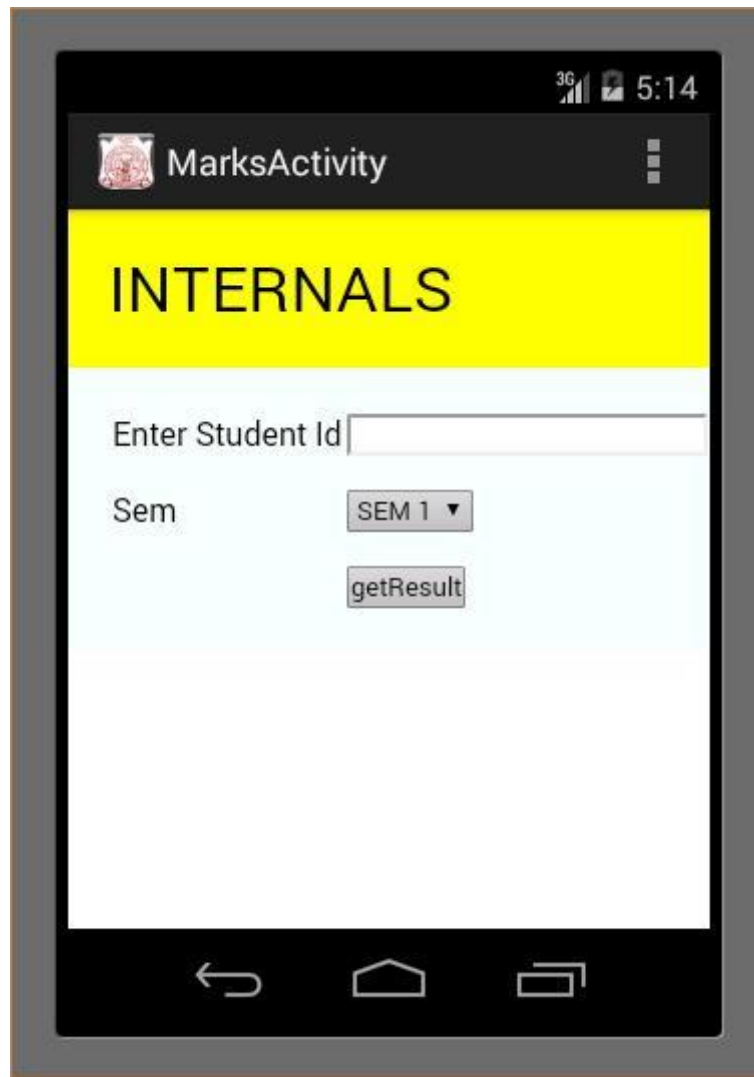 3G 5:14
MarksActivity
INTERNALS
Enter Student Id
Sem SEM 1
getResult